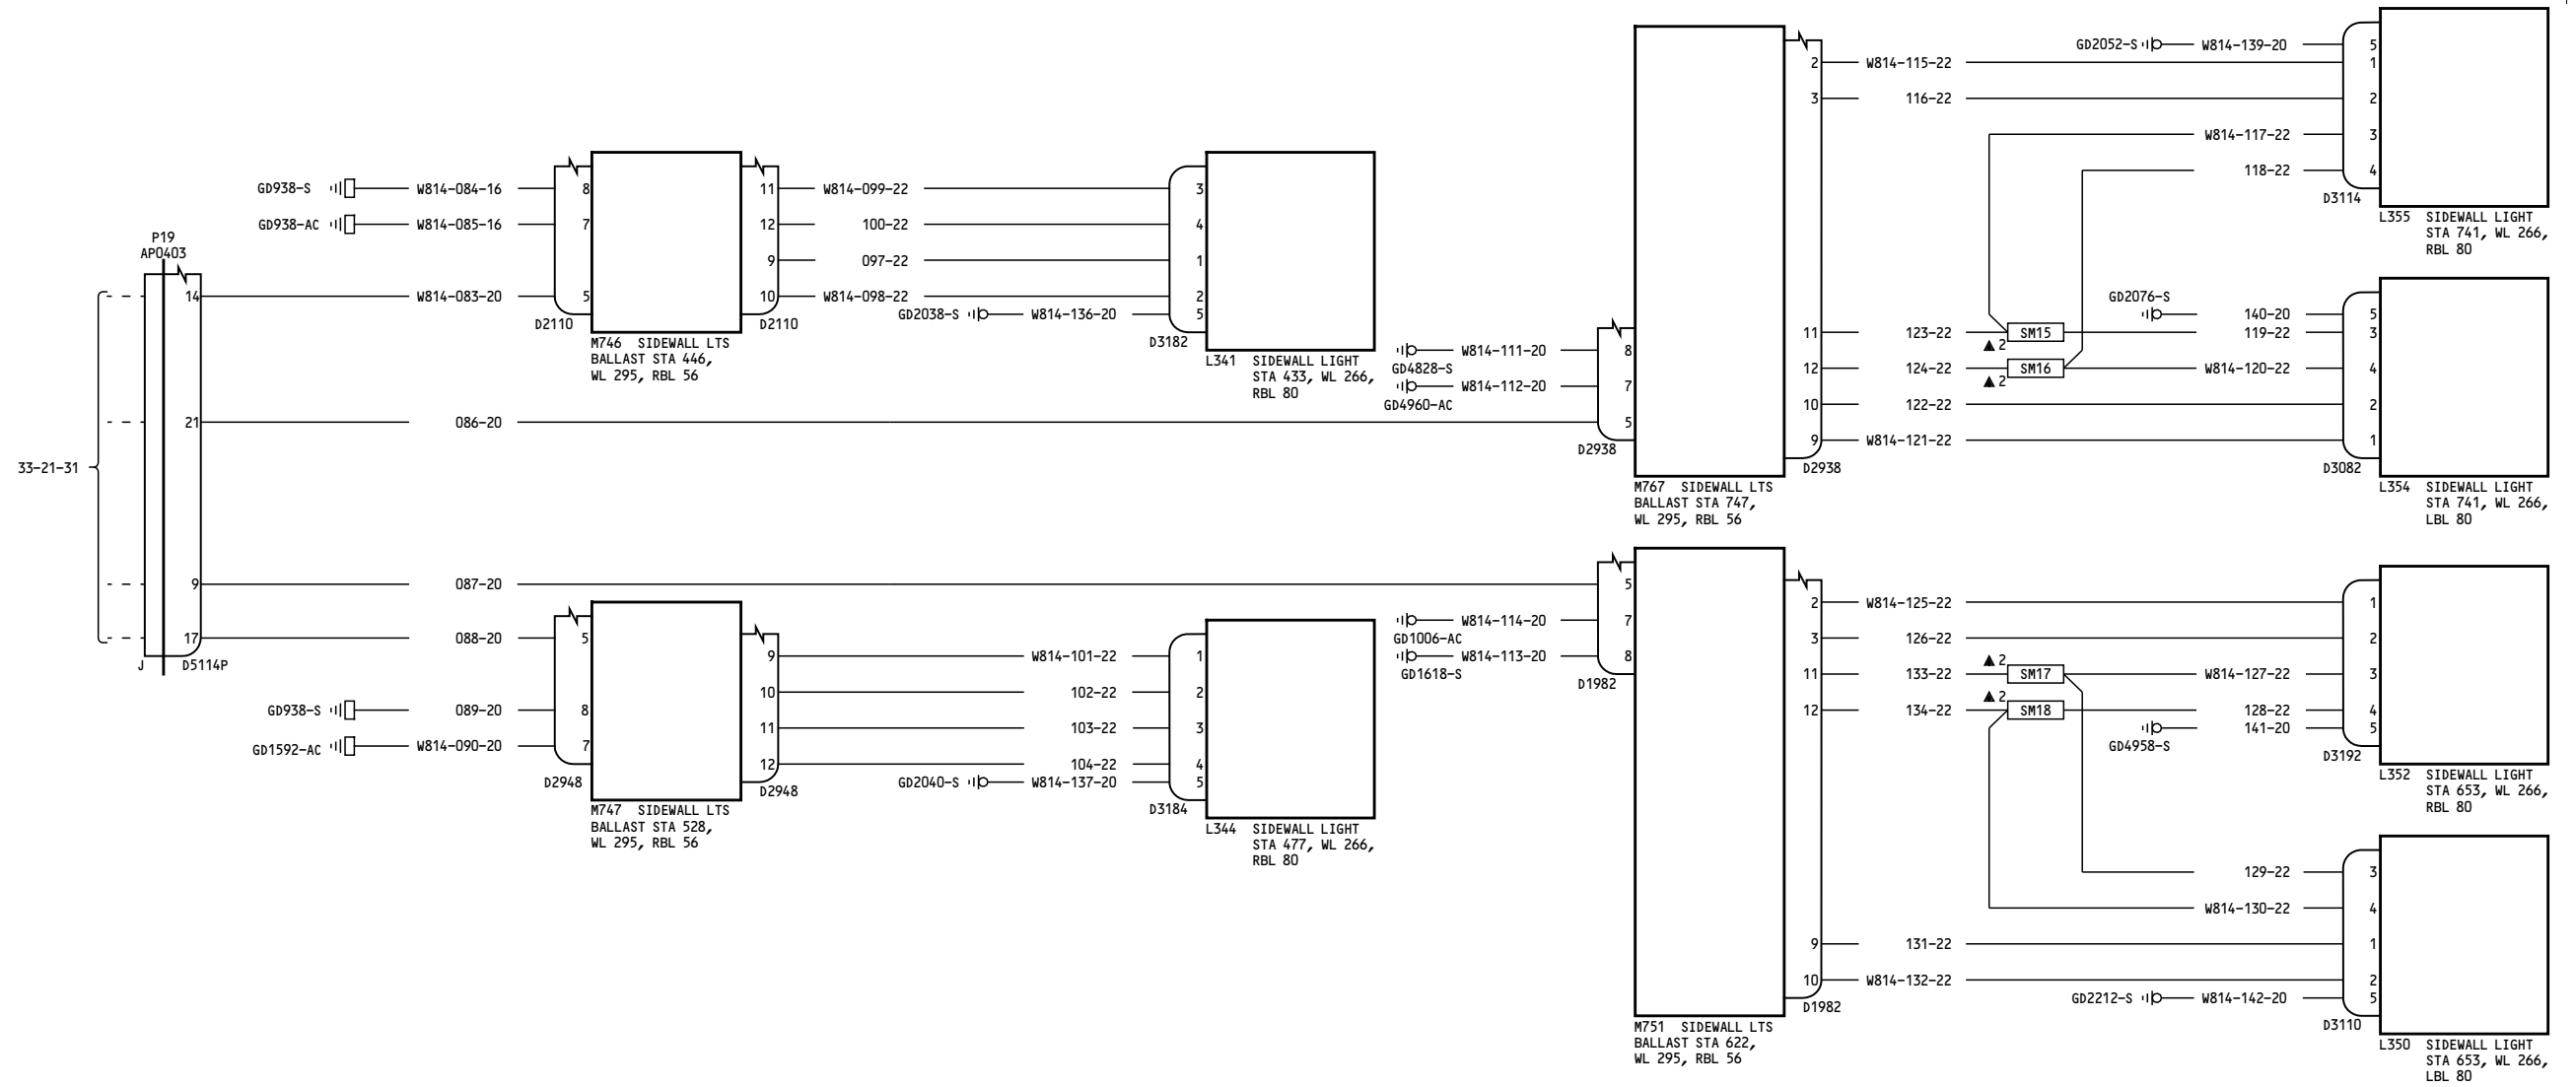 P19
AP0403
33-21-31
14
21
9
17
J
D5114P
W814-083-20
086-20
087-20
088-20
GD938-S
W814-084-16
8
GD938-AC
W814-085-16
7
5
D2110
M746 SIDEWALL LTS
BALLAST STA 446,
WL 295, RBL 56
11
W814-099-22
3
12
100-22
4
9
097-22
1
10
W814-098-22
2
GD2038-S
W814-136-20
5
D2110
D3182
L341 SIDEWALL LIGHT
STA 433, WL 266,
RBL 80
5
GD938-S
089-20
8
GD1592-AC
W814-090-20
7
D2948
M747 SIDEWALL LTS
BALLAST STA 528,
WL 295, RBL 56
9
W814-101-22
1
10
102-22
2
11
103-22
3
12
104-22
4
GD2040-S
W814-137-20
5
D2948
D3184
L344 SIDEWALL LIGHT
STA 477, WL 266,
RBL 80
W814-111-20
8
GD4828-S
W814-112-20
7
GD4960-AC
5
D2938
M767 SIDEWALL LTS
BALLAST STA 747,
WL 295, RBL 56
GD2052-S
W814-139-20
5
2
W814-115-22
1
3
116-22
2
W814-117-22
3
118-22
4
D3114
L355 SIDEWALL LIGHT
STA 741, WL 266,
RBL 80
GD2076-S
140-20
5
11
123-22
SM15
119-22
3
▲2
12
124-22
SM16
W814-120-22
4
▲2
10
122-22
2
9
W814-121-22
1
D2938
D3082
L354 SIDEWALL LIGHT
STA 741, WL 266,
LBL 80
5
W814-114-20
7
GD1006-AC
W814-113-20
8
GD1618-S
D1982
M751 SIDEWALL LTS
BALLAST STA 622,
WL 295, RBL 56
2
W814-125-22
1
3
126-22
2
▲2
11
133-22
SM17
W814-127-22
3
▲2
12
134-22
SM18
128-22
4
141-20
5
GD4958-S
D3192
L352 SIDEWALL LIGHT
STA 653, WL 266,
RBL 80
129-22
3
W814-130-22
4
9
131-22
1
10
W814-132-22
2
GD2212-S
W814-142-20
5
D1982
D3110
L350 SIDEWALL LIGHT
STA 653, WL 266,
LBL 80